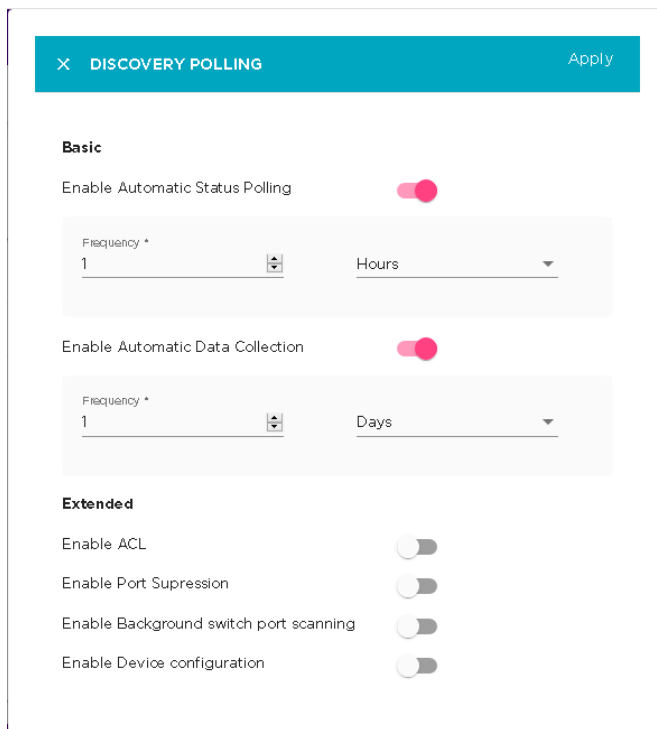 × DISCOVERY POLLING Apply
Basic
Enable Automatic Status Polling
Frequency *
1 Hours
Enable Automatic Data Collection
Frequency *
1 Days
Extended
Enable ACL
Enable Port Supression
Enable Background switch port scanning
Enable Device configuration